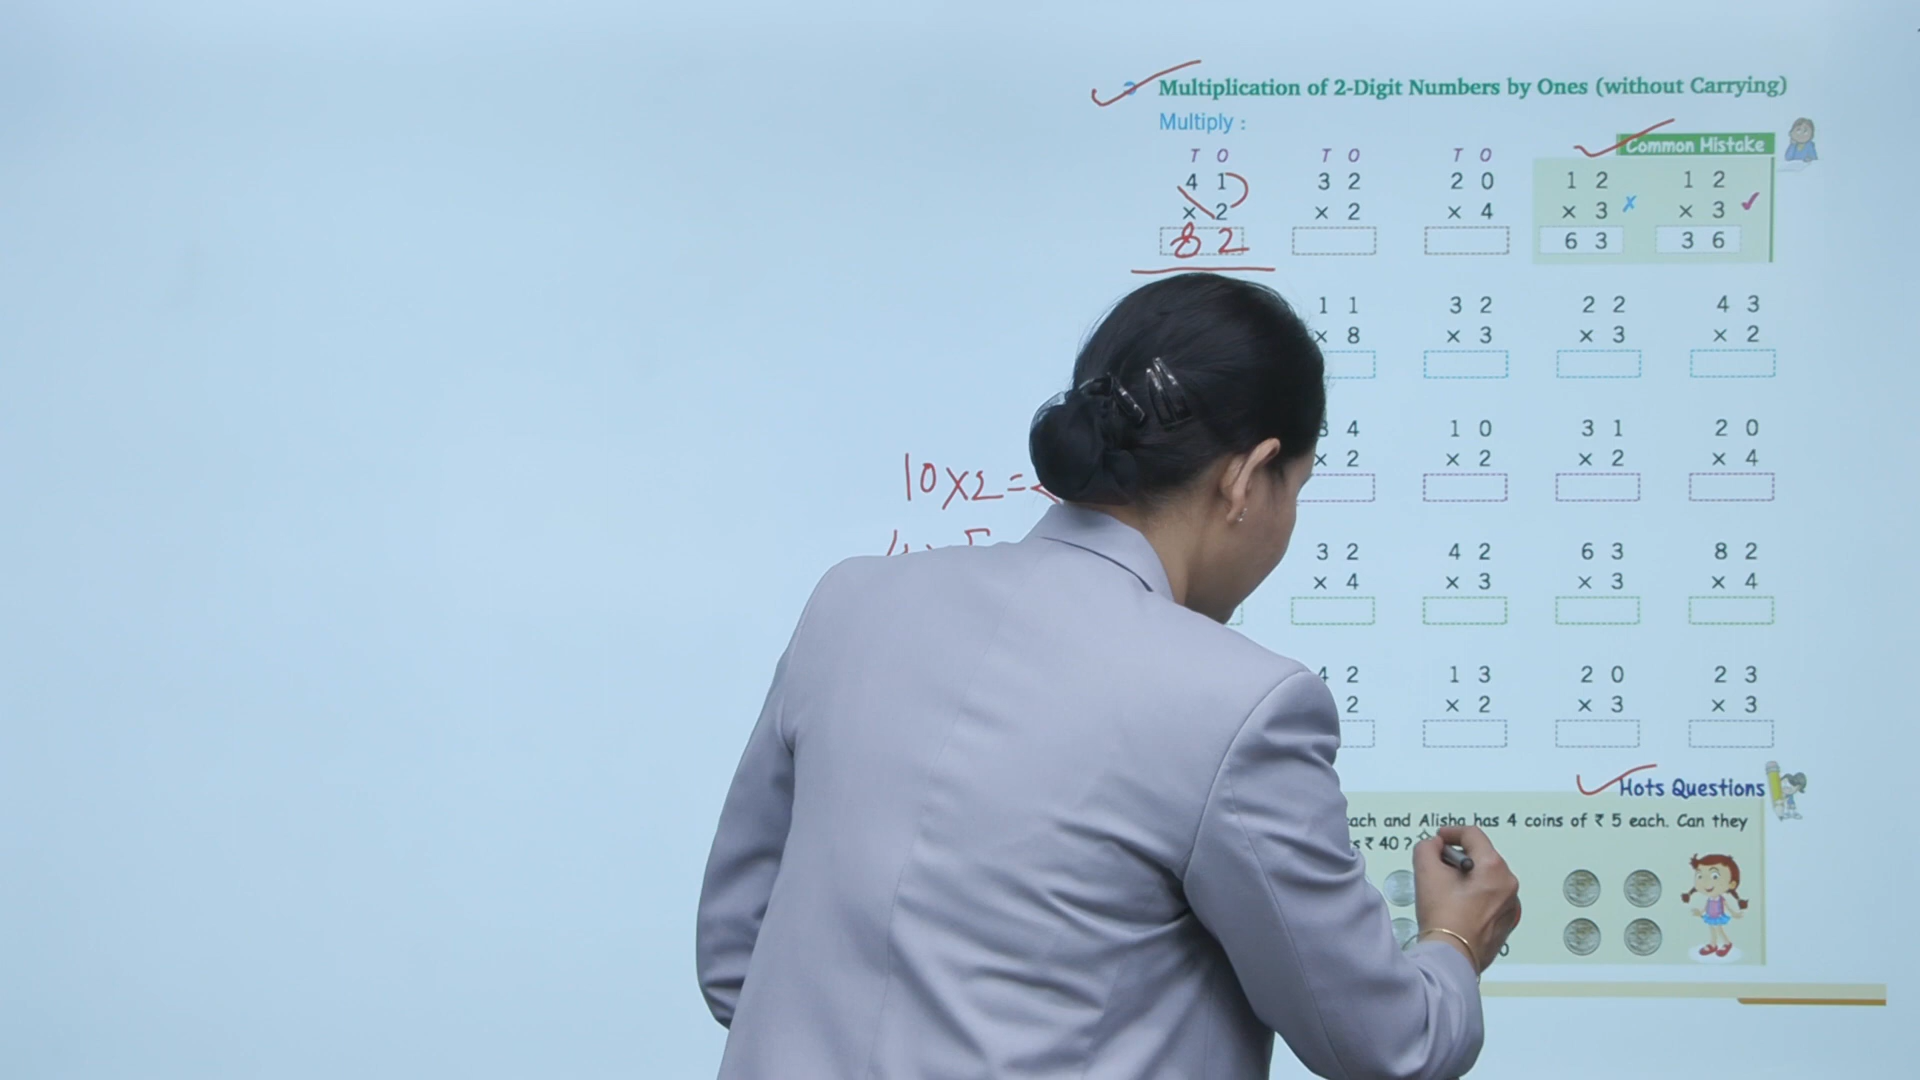 Multiplication of 2-Digit Numbers by Ones (without Carrying)
Multiply :
Common Mistake
T O T O T O
4 1 3 2 2 0 1 2 1 2
× 2 × 2 × 4 × 3 ✗ × 3 ✓
8 2 6 3 3 6
1 1 3 2 2 2 4 3
× 8 × 3 × 3 × 2
4 1 0 3 1 2 0
× 2 × 2 × 2 × 4
10×2=
3 2 4 2 6 3 8 2
× 4 × 3 × 3 × 4
4 2 1 3 2 0 2 3
2 × 2 × 3 × 3
Hots Questions
and Alisha has 4 coins of ₹ 5 each. Can they
₹ 40 ?